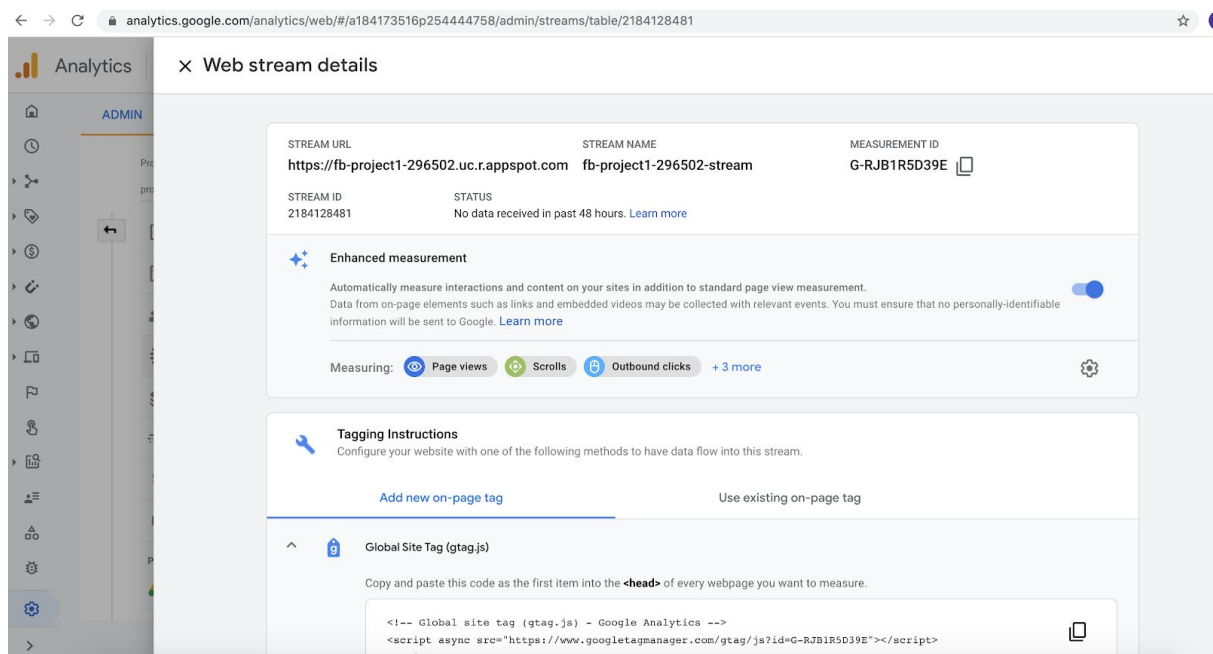 analytics.google.com/analytics/web/#/a184173516p254444758/admin/streams/table/2184128481
Analytics
Web stream details
ADMIN
STREAM URL STREAM NAME MEASUREMENT ID
https://fb-project1-296502.uc.r.appspot.com fb-project1-296502-stream G-RJB1R5D39E
STREAM ID STATUS
2184128481 No data received in past 48 hours. Learn more
Enhanced measurement
Automatically measure interactions and content on your sites in addition to standard page view measurement.
Data from on-page elements such as links and embedded videos may be collected with relevant events. You must ensure that no personally-identifiable
information will be sent to Google. Learn more
Measuring: Page views Scrolls Outbound clicks + 3 more
Tagging Instructions
Configure your website with one of the following methods to have data flow into this stream.
Add new on-page tag Use existing on-page tag
g Global Site Tag (gtag.js)
Copy and paste this code as the first item into the <head> of every webpage you want to measure.
<!-- Global site tag (gtag.js) - Google Analytics -->
<script async src="https://www.googletagmanager.com/gtag/js?id=G-RJB1R5D39E"></script>